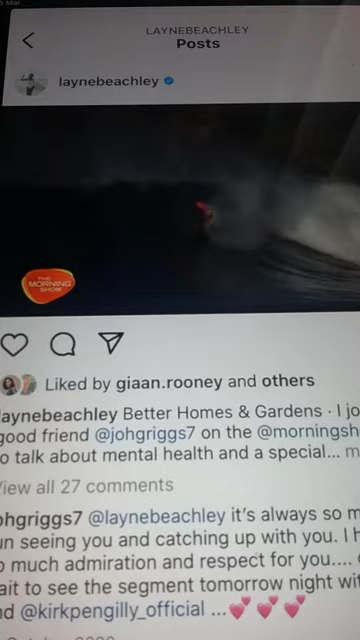 5 Mar
LAYNEBEACHLEY
Posts
laynebeachley
THE
MORNING
SHOW
Liked by giaan.rooney and others
laynebeachley Better Homes & Gardens · I jo
good friend @johgriggs7 on the @morningsh
o talk about mental health and a special... m
View all 27 comments
ohgriggs7 @laynebeachley it's always so m
un seeing you and catching up with you. I h
o much admiration and respect for you....
ait to see the segment tomorrow night wi
nd @kirkpengilly_official ...💕💕💕